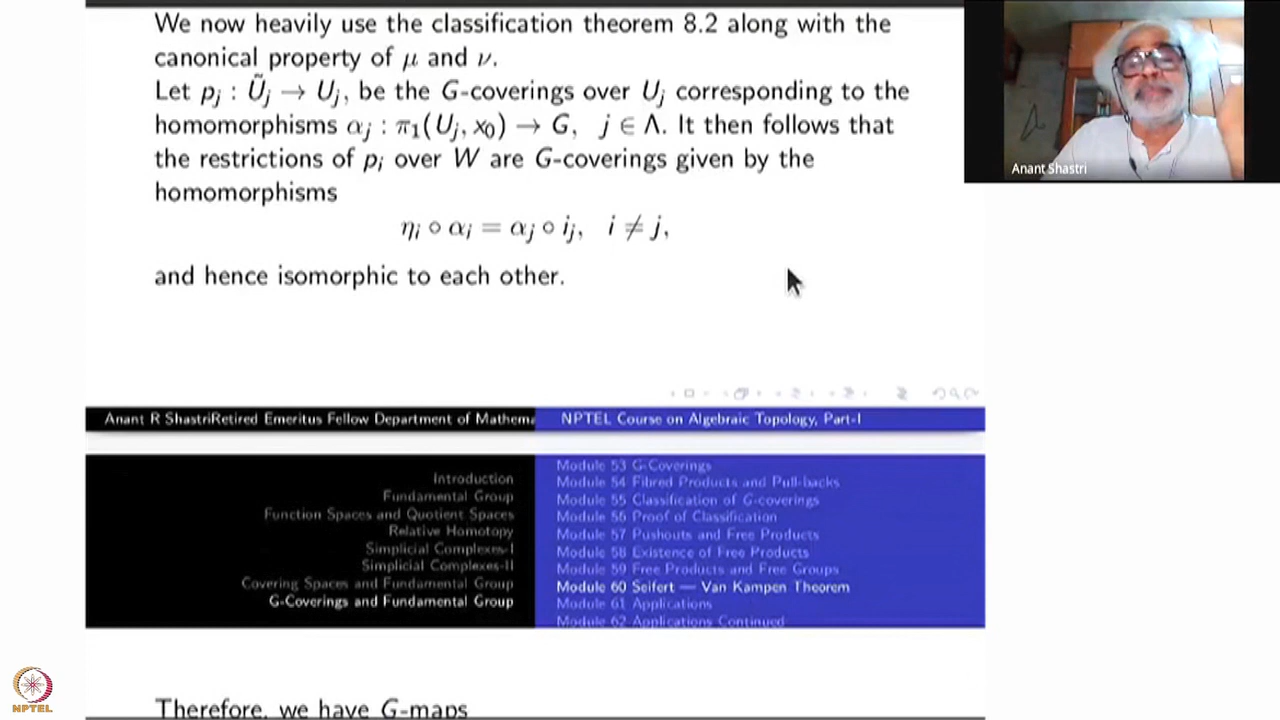 We now heavily use the classification theorem 8.2 along with the
canonical property of μ and ν.
Let p_j : Ũ_j → U_j, be the G-coverings over U_j corresponding to the
homomorphisms α_j : π_1(U_j, x_0) → G, j ∈ Λ. It then follows that
the restrictions of p_i over W are G-coverings given by the
homomorphisms
η_i ∘ α_i = α_j ∘ i_j, i ≠ j,
and hence isomorphic to each other.
Anant Shastri
Anant R ShastriRetired Emeritus Fellow Department of Mathema
NPTEL Course on Algebraic Topology, Part-I
Introduction
Fundamental Group
Function Spaces and Quotient Spaces
Relative Homotopy
Simplicial Complexes-I
Simplicial Complexes-II
Covering Spaces and Fundamental Group
G-Coverings and Fundamental Group
Module 53 G-Coverings
Module 54 Fibred Products and Pull-backs
Module 55 Classification of G-coverings
Module 56 Proof of Classification
Module 57 Pushouts and Free Products
Module 58 Existence of Free Products
Module 59 Free Products and Free Groups
Module 60 Seifert — Van Kampen Theorem
Module 61 Applications
Module 62 Applications Continued
Therefore, we have G-maps
NPTEL